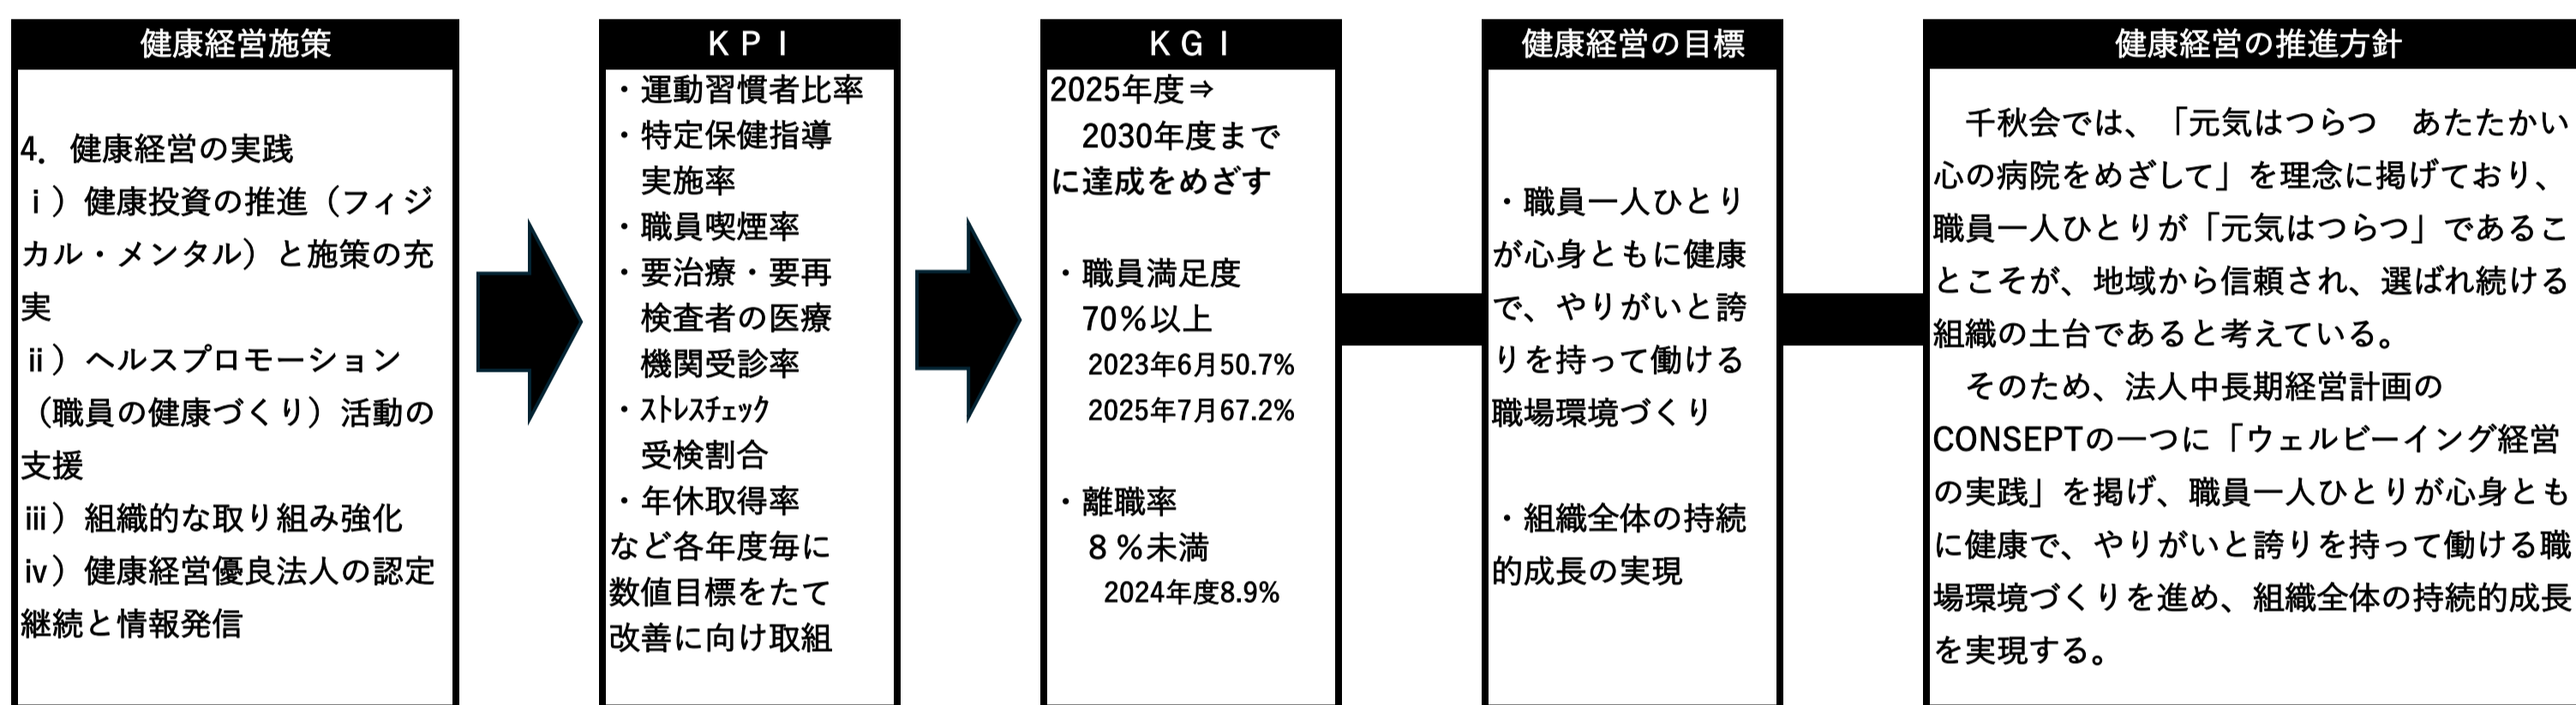 健康経営施策
4．健康経営の実践
ⅰ）健康投資の推進（フィジ
カル・メンタル）と施策の充
実
ⅱ）ヘルスプロモーション
（職員の健康づくり）活動の
支援
ⅲ）組織的な取り組み強化
ⅳ）健康経営優良法人の認定
継続と情報発信
ＫＰＩ
・運動習慣者比率
・特定保健指導
実施率
・職員喫煙率
・要治療・要再
検査者の医療
機関受診率
・ｽﾄﾚｽﾁｪｯｸ
受検割合
・年休取得率
など各年度毎に
数値目標をたて
改善に向け取組
ＫＧＩ
2025年度⇒
2030年度まで
に達成をめざす
・職員満足度
70％以上
2023年6月50.7%
2025年7月67.2%
・離職率
８％未満
2024年度8.9%
健康経営の目標
・職員一人ひとり
が心身ともに健康
で、やりがいと誇
りを持って働ける
職場環境づくり
・組織全体の持続
的成長の実現
健康経営の推進方針
千秋会では、「元気はつらつ　あたたかい
心の病院をめざして」を理念に掲げており、
職員一人ひとりが「元気はつらつ」であるこ
とこそが、地域から信頼され、選ばれ続ける
組織の土台であると考えている。
そのため、法人中長期経営計画の
CONSEPTの一つに「ウェルビーイング経営
の実践」を掲げ、職員一人ひとりが心身とも
に健康で、やりがいと誇りを持って働ける職
場環境づくりを進め、組織全体の持続的成長
を実現する。